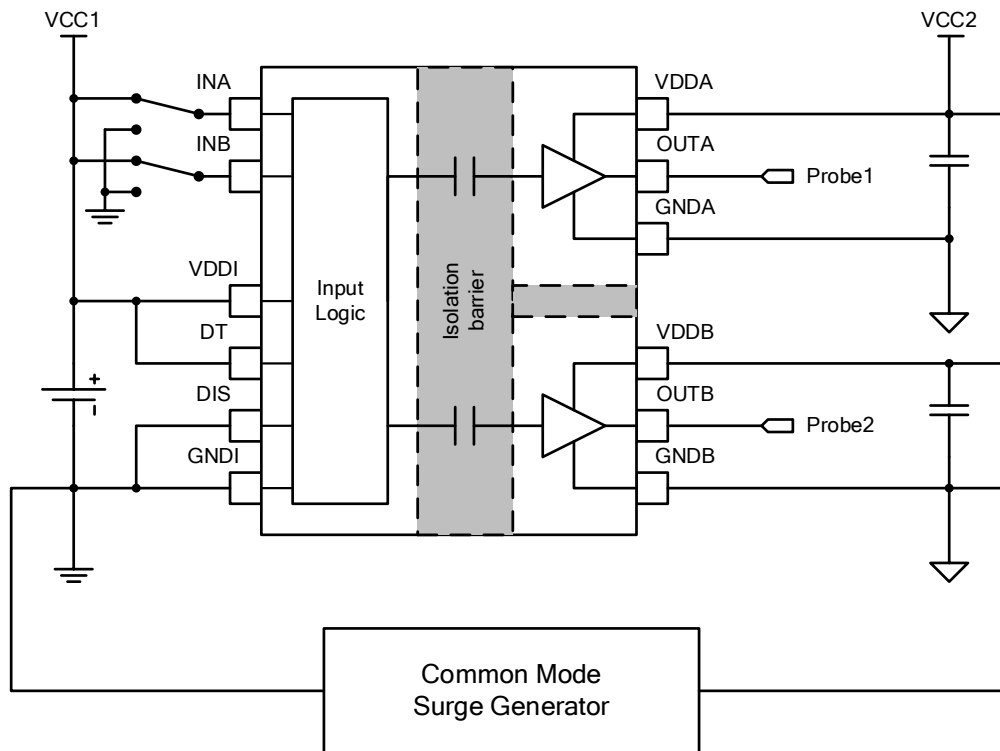 VCC1
VCC2
INA
VDDA
INB
OUTA
Probe1
GNDA
VDDI
Input
Logic
Isolation
barrier
DT
VDDB
+
DIS
OUTB
Probe2
GNDI
GNDB
Common Mode
Surge Generator